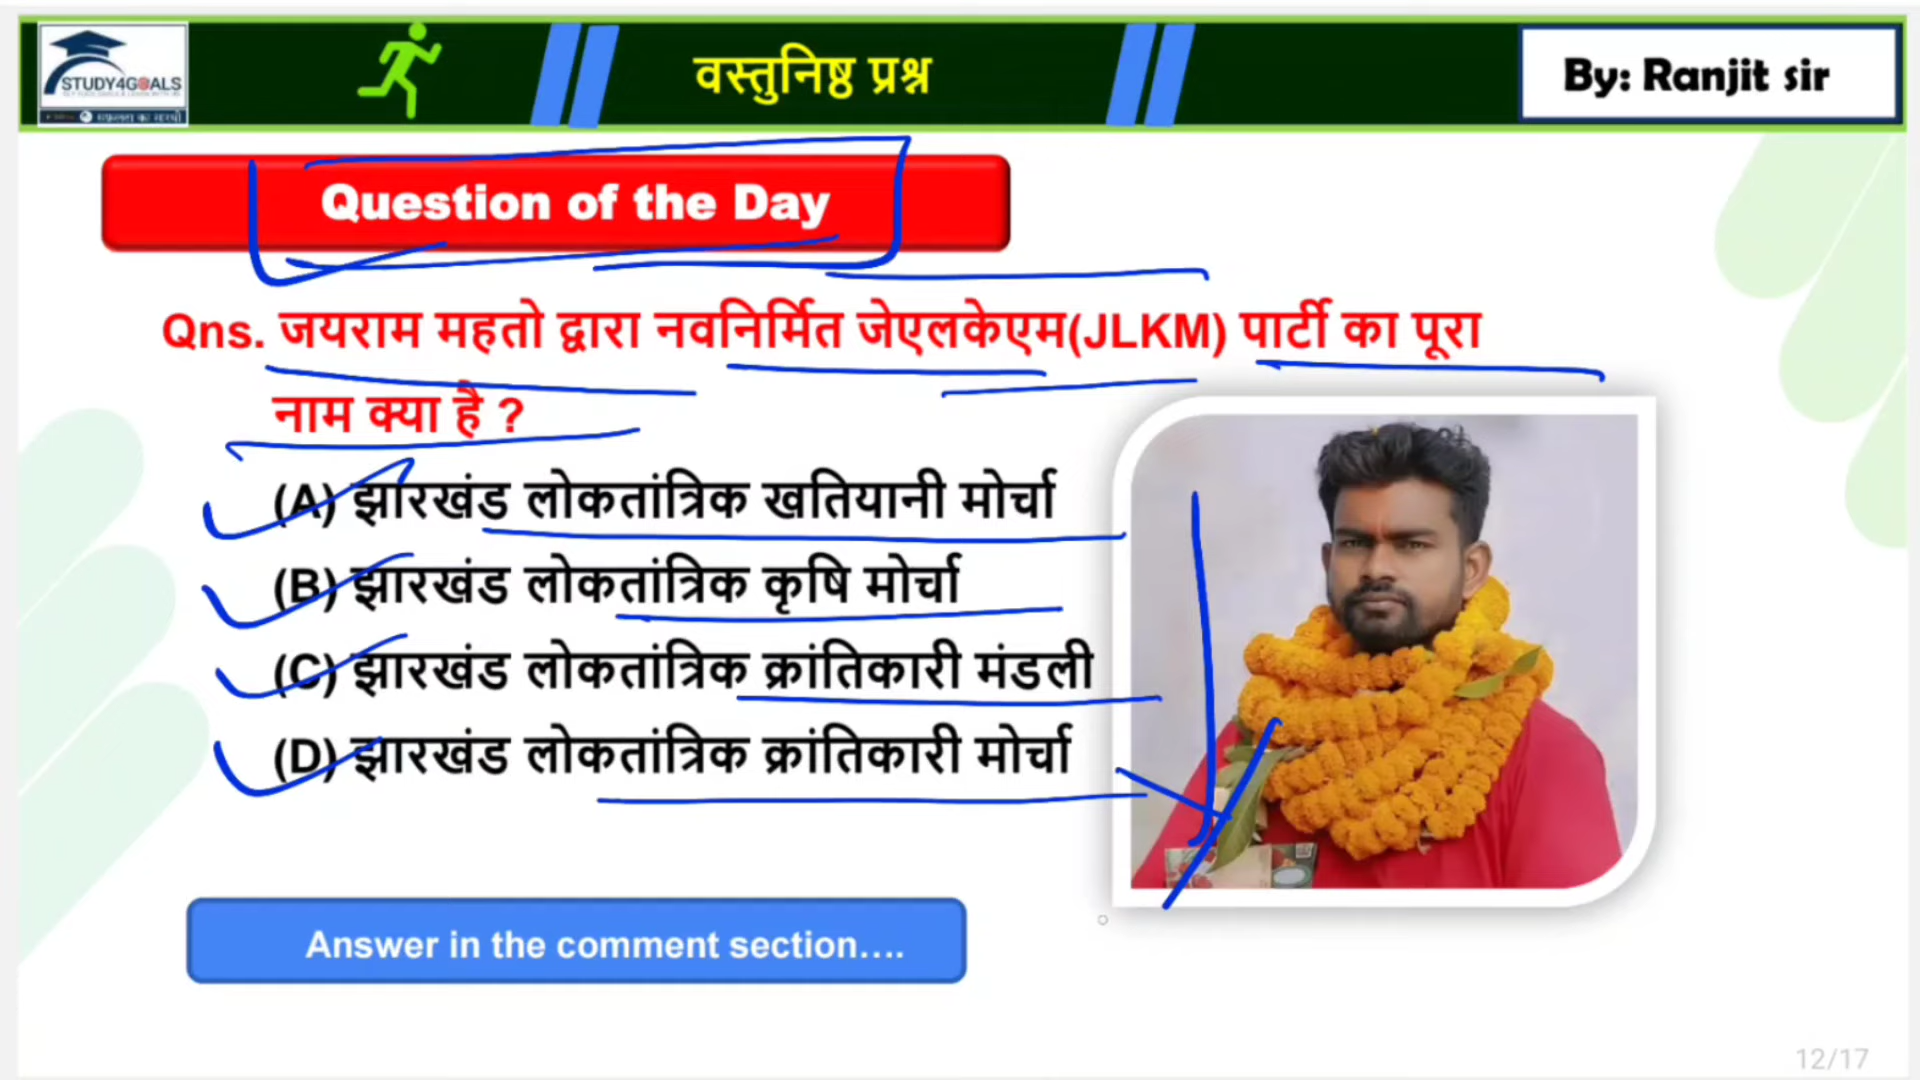 STUDY4GOALS
वस्तुनिष्ठ प्रश्न
By: Ranjit sir
Question of the Day
Qns. जयराम महतो द्वारा नवनिर्मित जेएलकेएम(JLKM) पार्टी का पूरा
नाम क्या है ?
(A) झारखंड लोकतांत्रिक खतियानी मोर्चा
(B) झारखंड लोकतांत्रिक कृषि मोर्चा
(C) झारखंड लोकतांत्रिक क्रांतिकारी मंडली
(D) झारखंड लोकतांत्रिक क्रांतिकारी मोर्चा
Answer in the comment section....
12/17